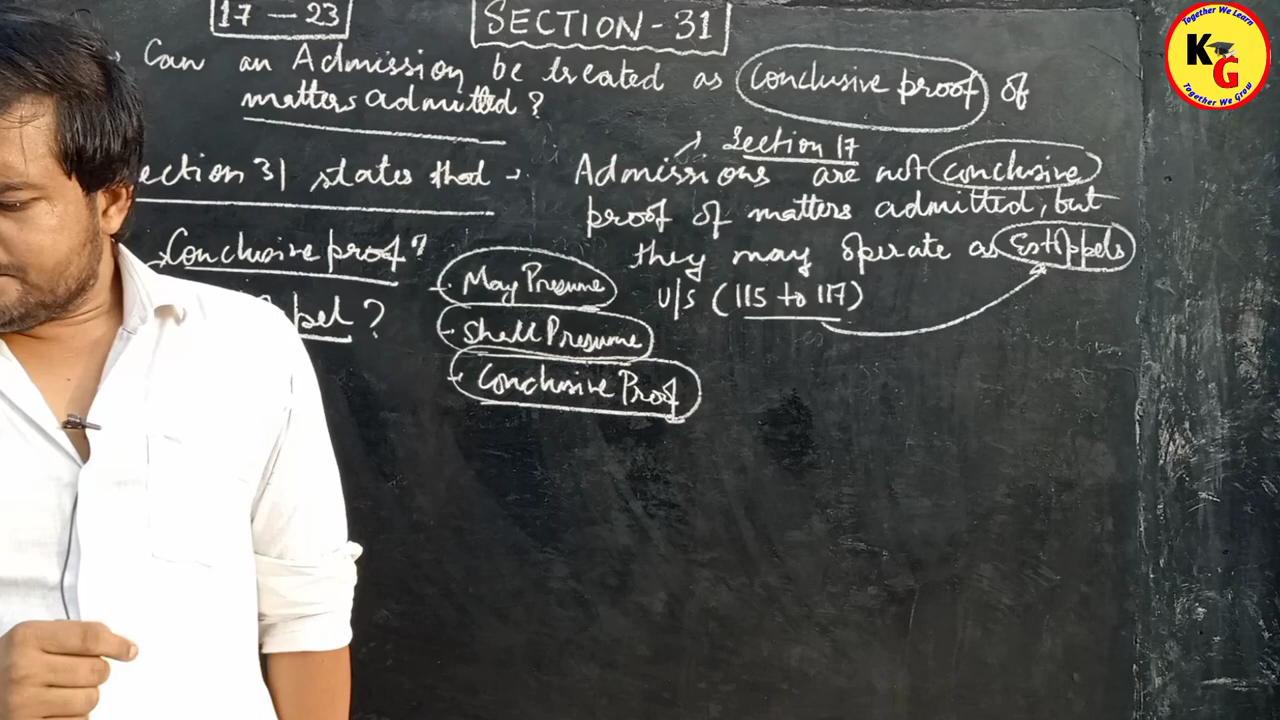 17 — 23
SECTION - 31
Can an Admission be treated as Conclusive proof of
matters admitted?
Section 17
ection 31 states that -
Admissions are not conclusive
proof of matters admitted, but
they may operate as Estoppels
u/s (115 to 117)
Conclusive proof?
pel?
- May Presume
- Shall Presume
- Conclusive Proof
Together We Learn
KG
Together We Grow